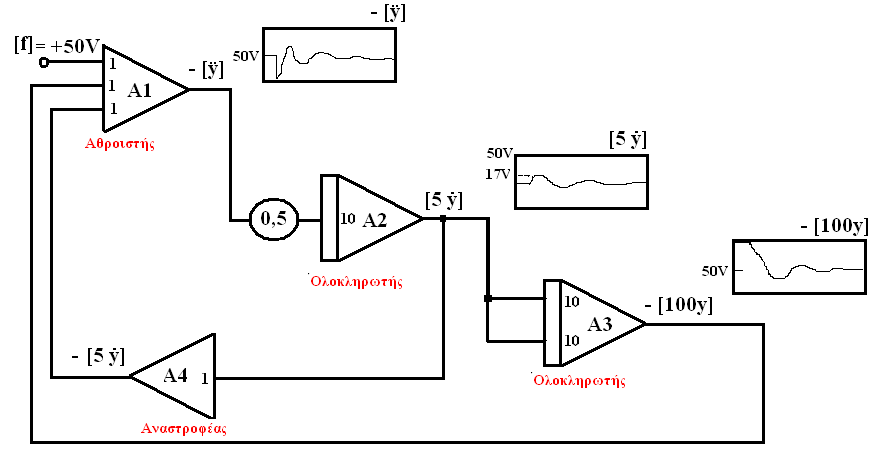 - [ÿ]
[f]= +50V
50V
- [ÿ]
1
1
1
A1
Αθροιστής
[5 ẏ]
50V
17V
0,5
10
A2
[5 ẏ]
Ολοκληρωτής
- [100y]
50V
10
10
A3
- [100y]
Ολοκληρωτής
- [5 ẏ]
A4
1
Αναστροφέας